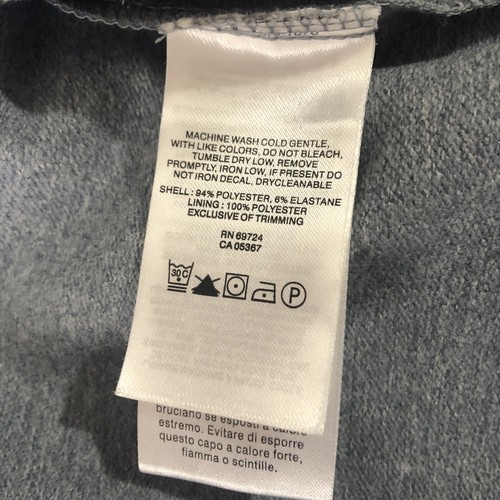 MACHINE WASH COLD GENTLE,
WITH LIKE COLORS, DO NOT BLEACH,
TUMBLE DRY LOW, REMOVE
PROMPTLY, IRON LOW, IF PRESENT DO
NOT IRON DECAL, DRYCLEANABLE
SHELL : 94% POLYESTER, 6% ELASTANE
LINING : 100% POLYESTER
EXCLUSIVE OF TRIMMING
RN 69724
CA 05367
30 C
P
bruciano se esposti a calore
estremo. Evitare di esporre
questo capo a calore forte,
fiamma o scintille.